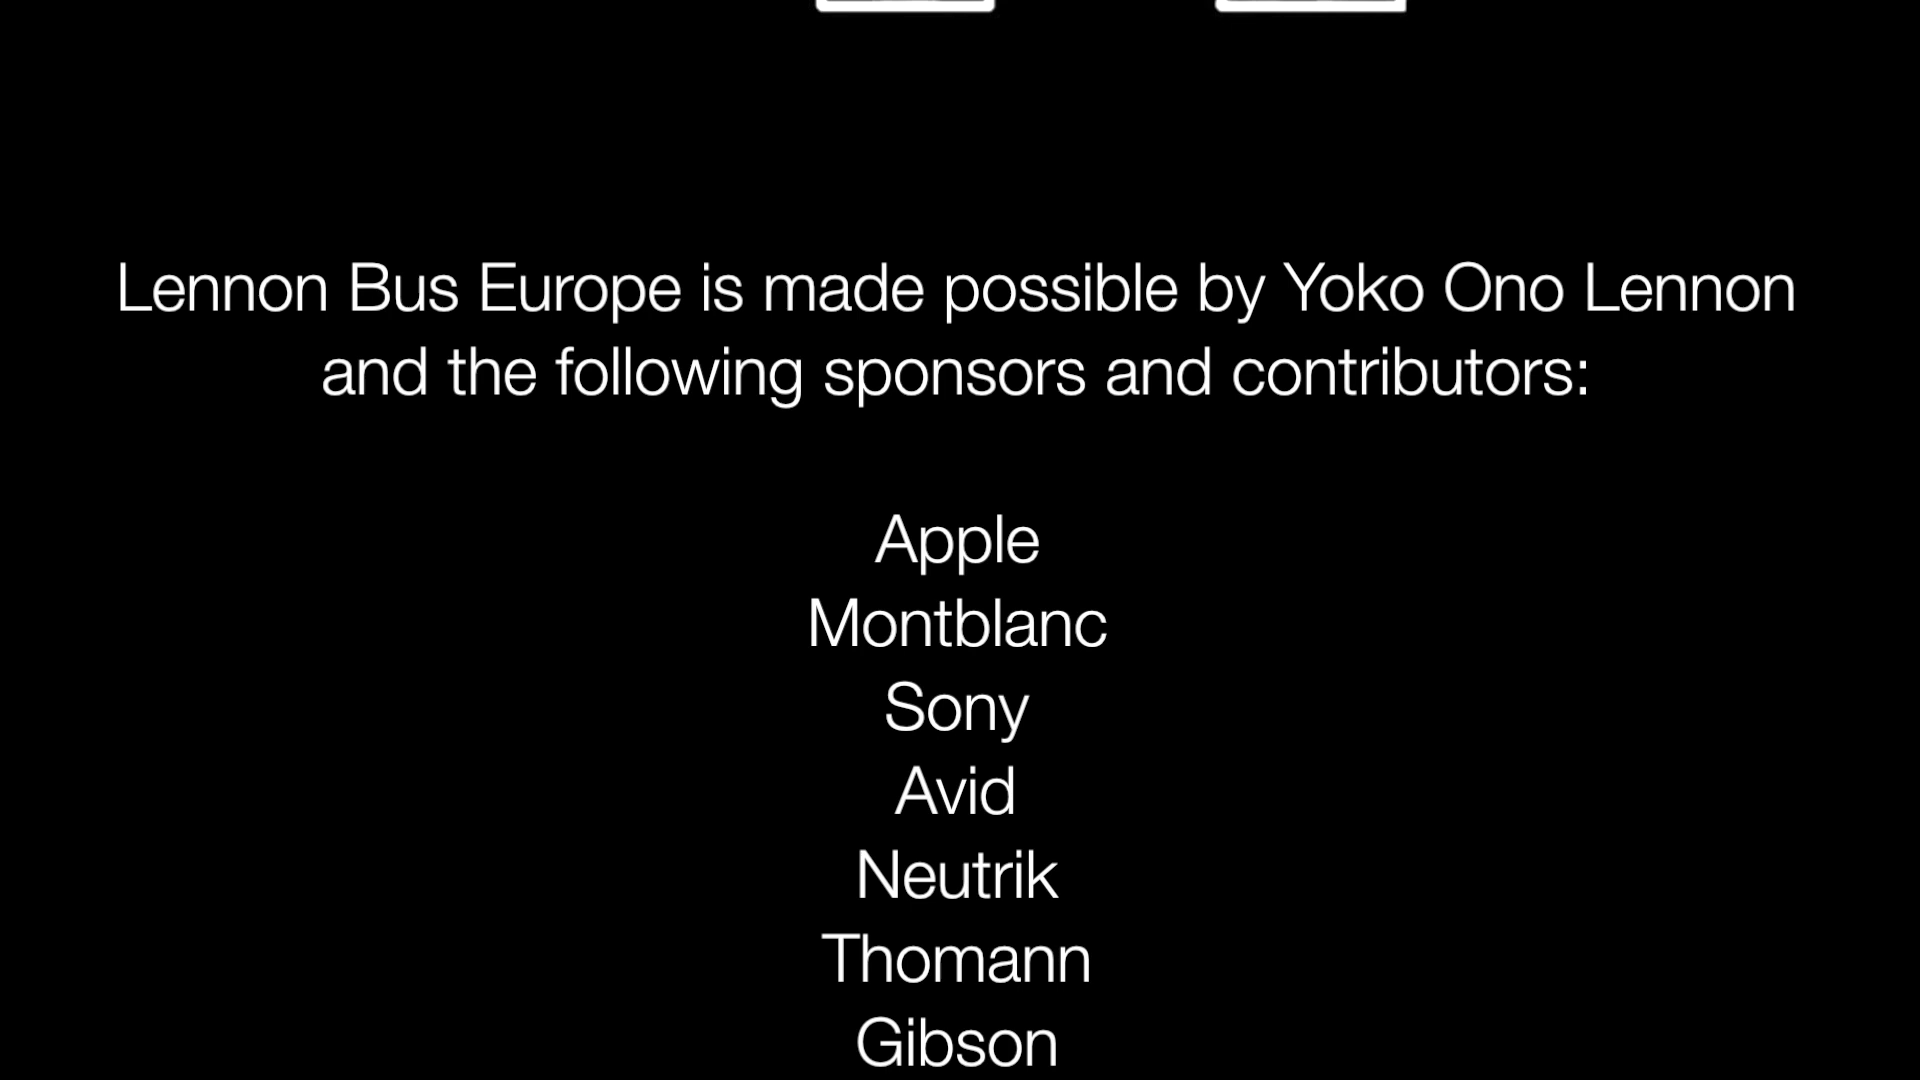 Lennon Bus Europe is made possible by Yoko Ono Lennon
and the following sponsors and contributors:
Apple
Montblanc
Sony
Avid
Neutrik
Thomann
Gibson